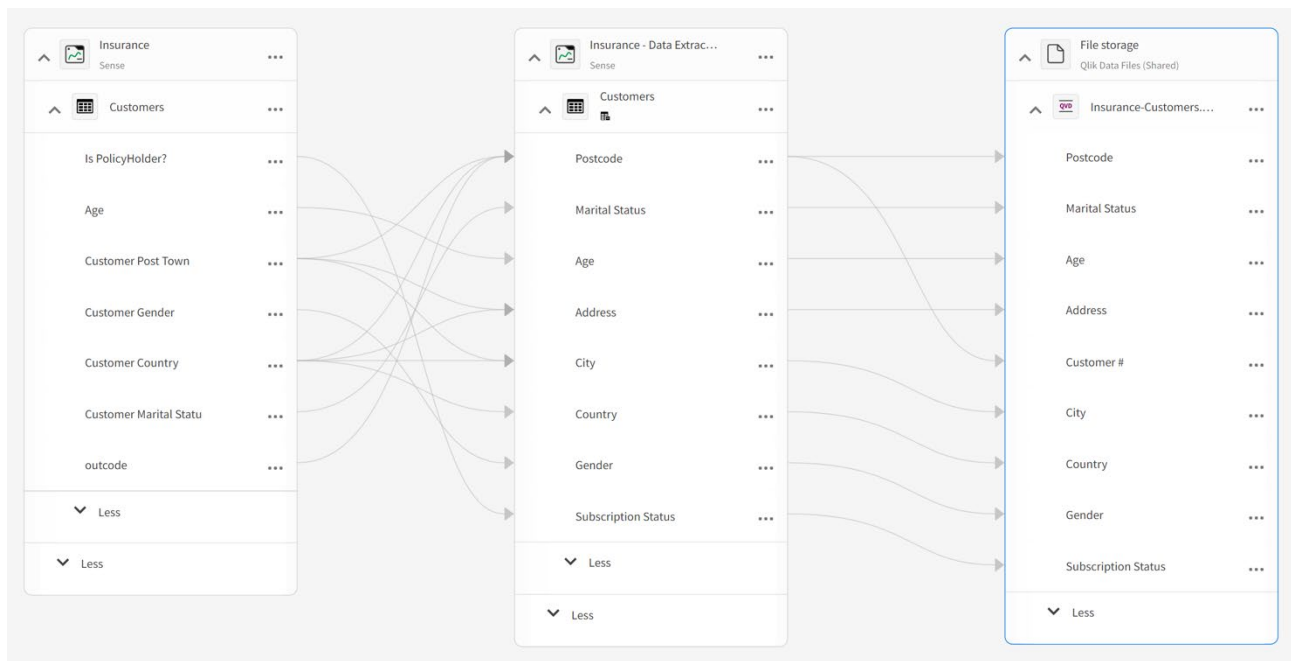 Insurance
Sense
Customers
Is PolicyHolder?
Age
Customer Post Town
Customer Gender
Customer Country
Customer Marital Statu
outcode
Less
Less
Insurance - Data Extrac...
Sense
Customers
Postcode
Marital Status
Age
Address
City
Country
Gender
Subscription Status
Less
Less
File storage
Qlik Data Files (Shared)
QVD
Insurance-Customers....
Postcode
Marital Status
Age
Address
Customer #
City
Country
Gender
Subscription Status
Less